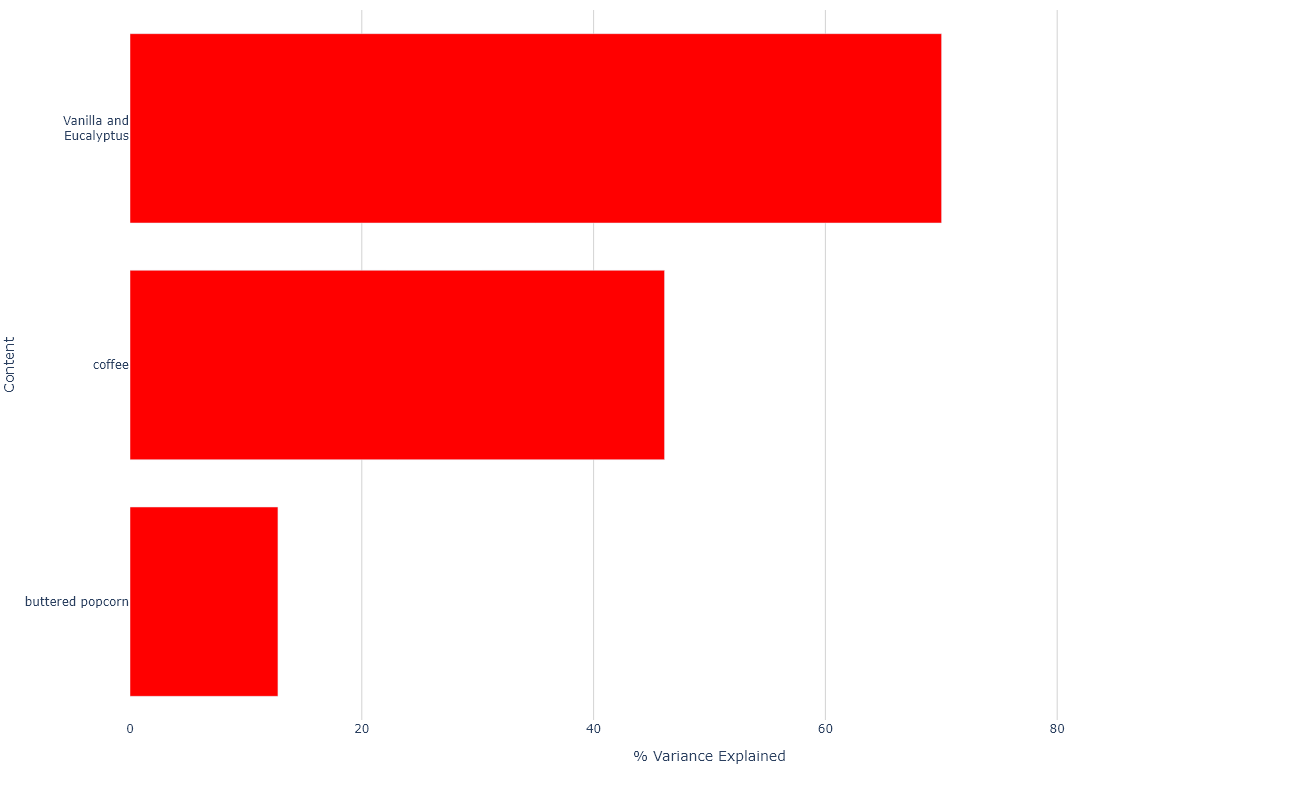 Vanilla and
Eucalyptus
coffee
buttered popcorn
Content
0 20 40 60 80
% Variance Explained